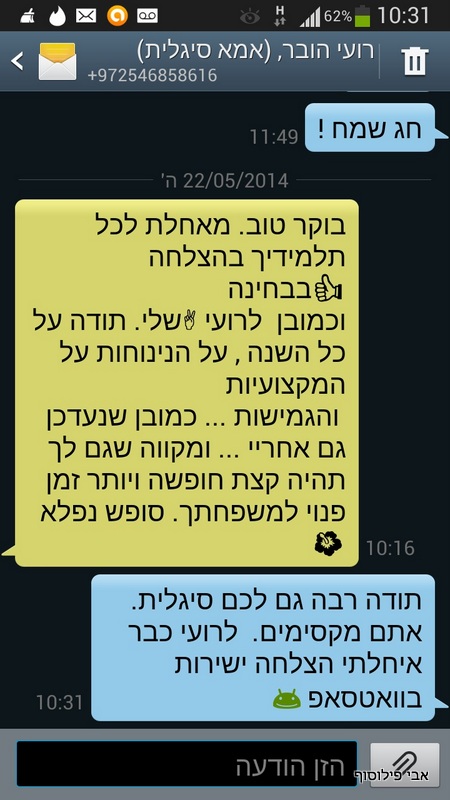 62% 10:31
רועי הובר, (אמא סיגלית)
+972546858616
חג שמח !
11:49
22/05/2014 ה'
בוקר טוב. מאחלת לכל
תלמידיך בהצלחה
👍בבחינה
וכמובן לרועי ✌שלי. תודה על
כל השנה , על הנינוחות על
המקצועיות
והגמישות ... כמובן שנעדכן
גם אחריי ... ומקווה שגם לך
תהיה קצת חופשה ויותר זמן
פנוי למשפחתך. סופש נפלא
🌺
10:16
תודה רבה גם לכם סיגלית.
אתם מקסימים. לרועי כבר
איחלתי הצלחה ישירות
בוואטסאפ
10:31
הזן הודעה
אבי פילוסוף